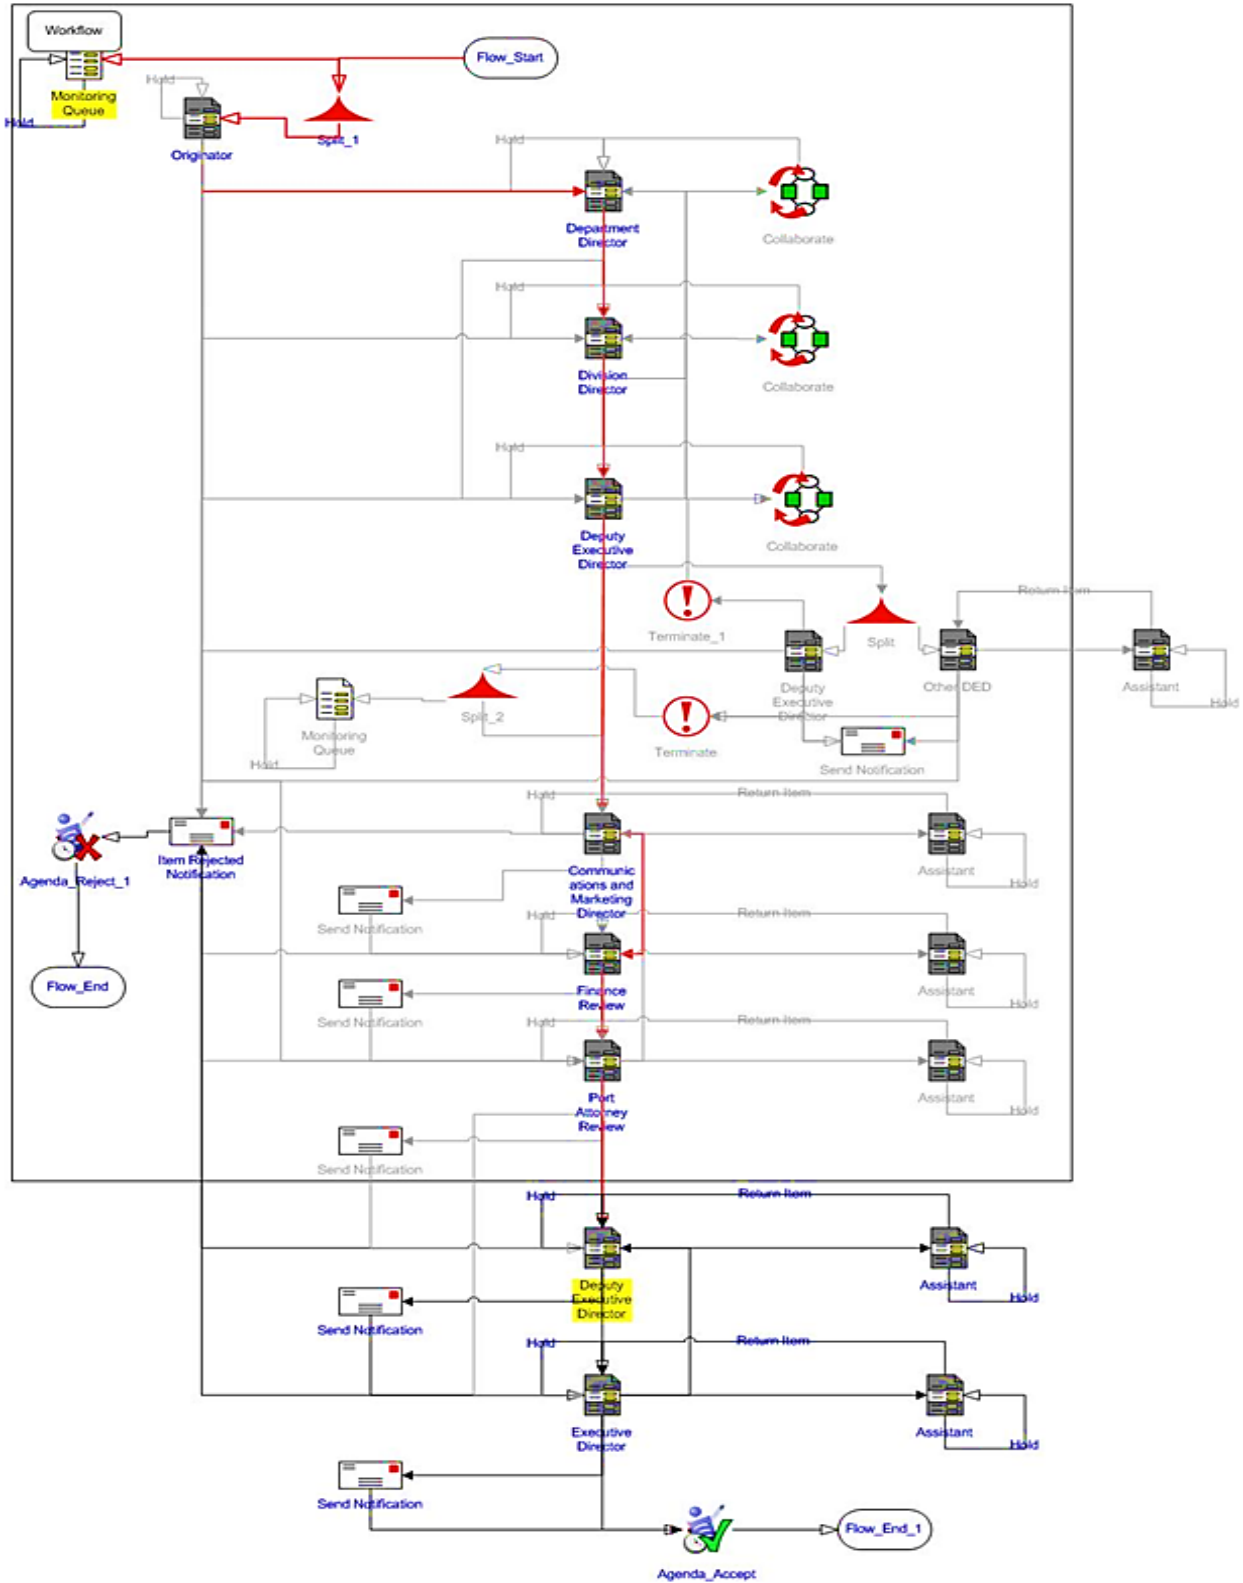 Workflow
Flow_Start
Hold
Monitoring
Queue
Hold
Split_1
Originator
Hold
Department
Director
Collaborate
Hold
Division
Director
Collaborate
Hold
Deputy
Executive
Director
Collaborate
Return Item
Terminate_1
Split
Deputy
Executive
Director
Other DED
Assistant
Hold
Split_2
Monitoring
Queue
Hold
Terminate
Send Notification
Hold
Return Item
Item Rejected
Notification
Agenda_Reject_1
Communic
ations and
Marketing
Director
Assistant
Hold
Send Notification
Hold
Return Item
Flow_End
Finance
Review
Assistant
Hold
Send Notification
Hold
Return Item
Port
Attorney
Review
Assistant
Hold
Send Notification
Hold
Return Item
Deputy
Executive
Director
Assistant
Hold
Send Notification
Hold
Return Item
Executive
Director
Assistant
Hold
Send Notification
Flow_End_1
Agenda_Accept